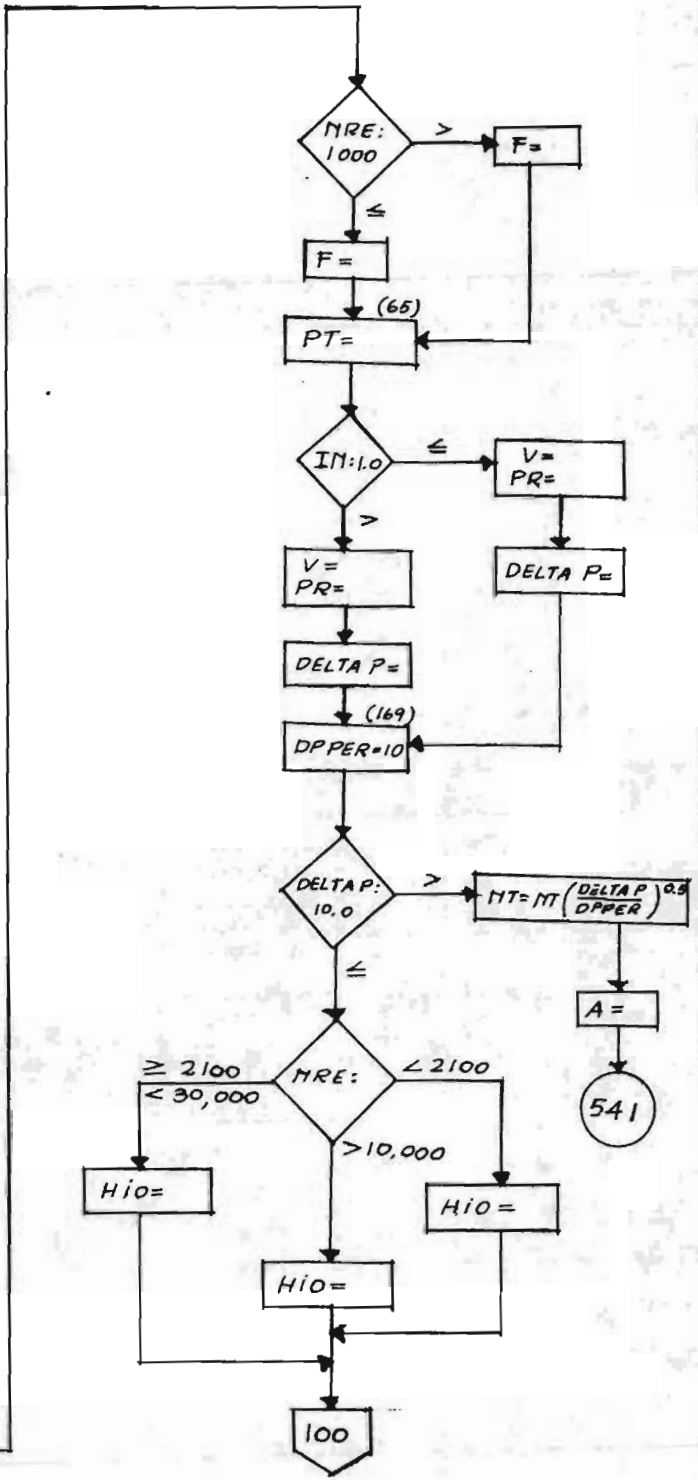 NRE:
1000
>
F=
≤
F=
(65)
PT=
IN:1.0
≤
V=
PR=
>
V=
PR=
DELTA P=
DELTA P=
(169)
DPPER=10
DELTA P:
10.0
>
NT=NT(DELTA P/DPPER)^0.5
≤
A=
541
NRE:
≥ 2100
< 30,000
<2100
>10,000
Hio=
Hio=
Hio=
100